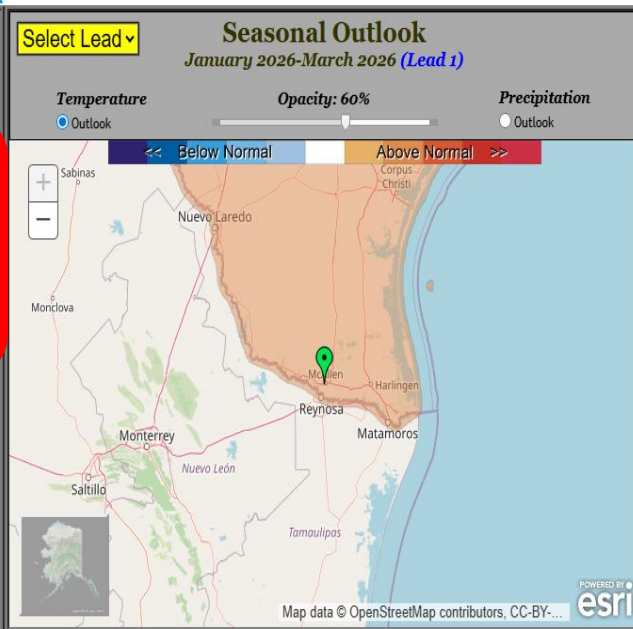 Select Lead
Seasonal Outlook
January 2026-March 2026 (Lead 1)
Temperature
Opacity: 60%
Precipitation
Outlook
Outlook
<< Below Normal
Above Normal >>
+
−
Sabinas
Corpus
Christi
Nuevo Laredo
Monclova
McAllen
Harlingen
Reynosa
Matamoros
Monterrey
Nuevo León
Saltillo
Tamaulipas
POWERED BY
esri
Map data © OpenStreetMap contributors, CC-BY-...